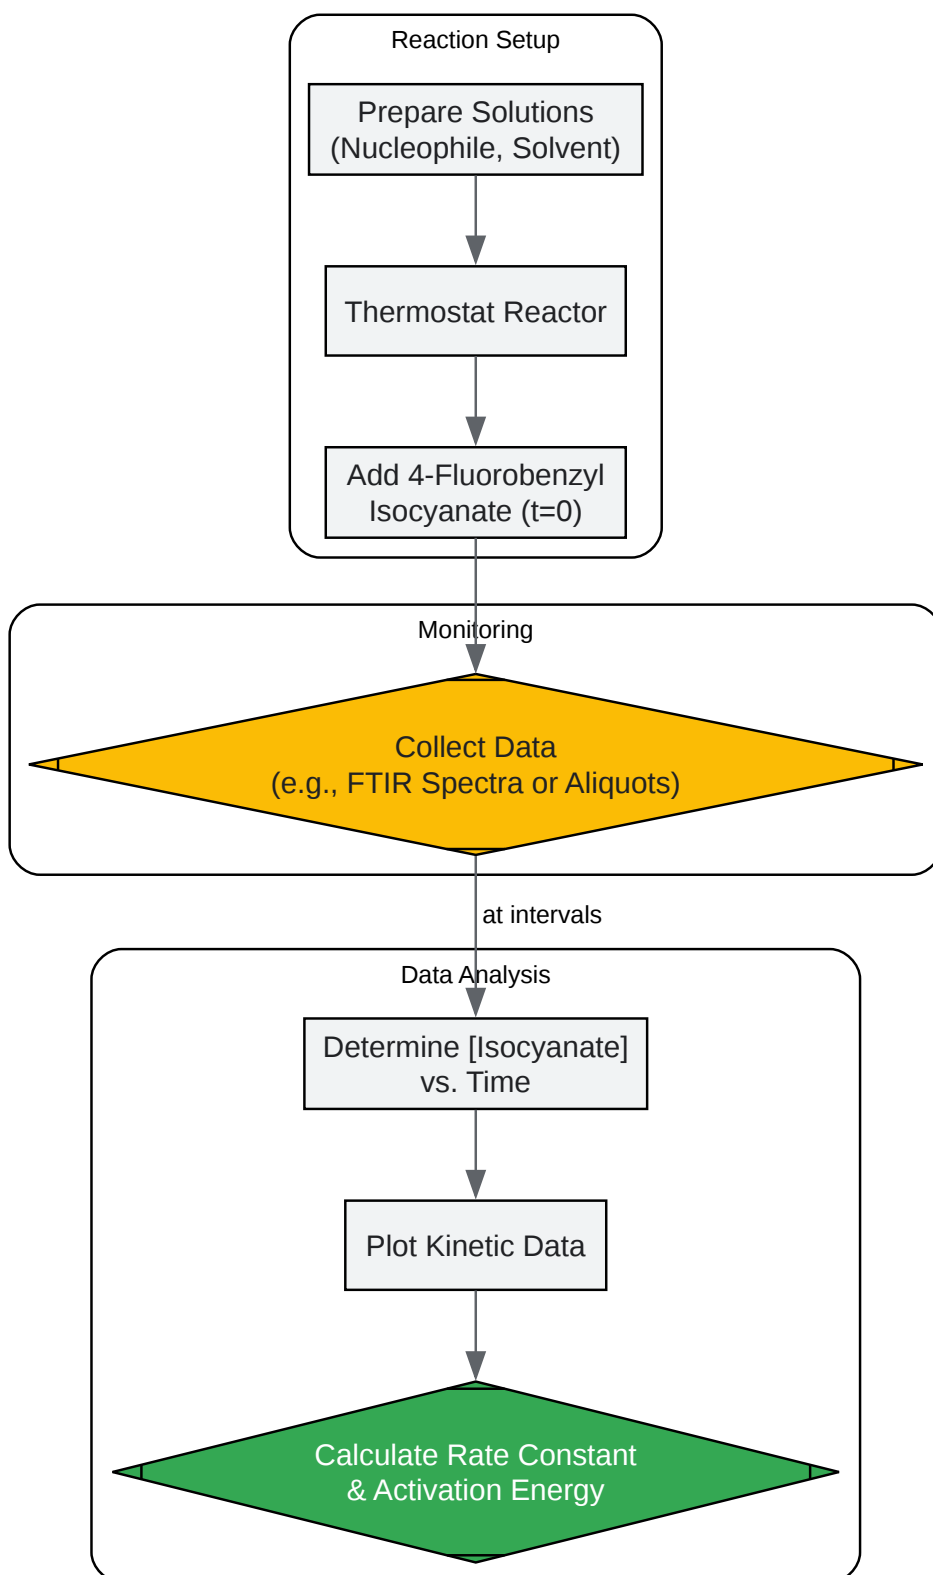 Reaction Setup
Prepare Solutions
(Nucleophile, Solvent)
Thermostat Reactor
Add 4-Fluorobenzyl
Isocyanate (t=0)
Monitoring
Collect Data
(e.g., FTIR Spectra or Aliquots)
at intervals
Data Analysis
Determine [Isocyanate]
vs. Time
Plot Kinetic Data
Calculate Rate Constant
& Activation Energy